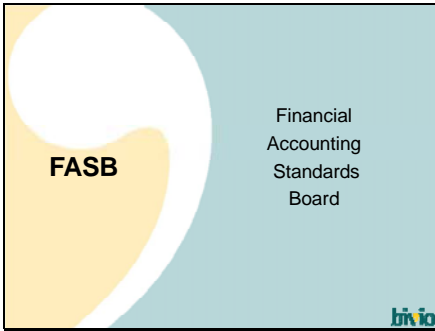 FASB
Financial
Accounting
Standards
Board
bivio